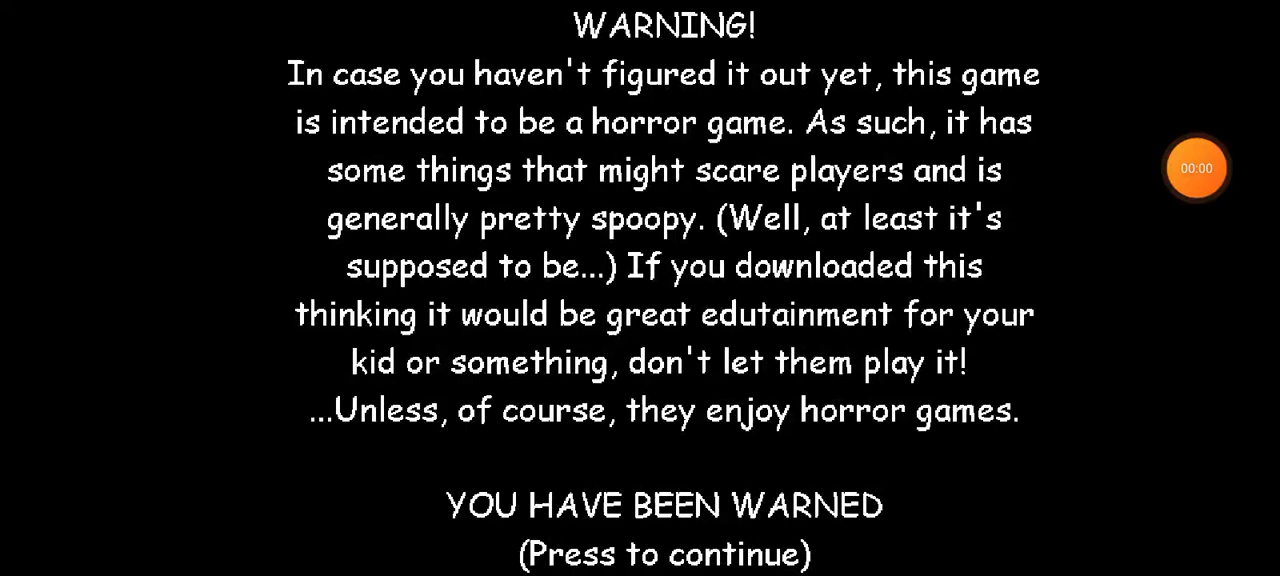 WARNING!
In case you haven't figured it out yet, this game
is intended to be a horror game. As such, it has
some things that might scare players and is
generally pretty spoopy. (Well, at least it's
supposed to be...) If you downloaded this
thinking it would be great edutainment for your
kid or something, don't let them play it!
...Unless, of course, they enjoy horror games.
YOU HAVE BEEN WARNED
(Press to continue)
00:00